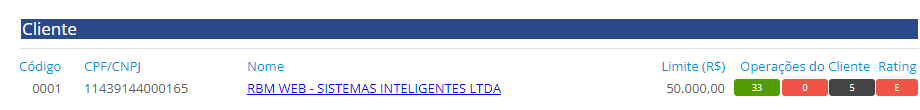 Cliente
Código CPF/CNPJ Nome Limite (R$) Operações do Cliente Rating
0001 11439144000165 RBM WEB - SISTEMAS INTELIGENTES LTDA 50.000,00 33 0 5 E